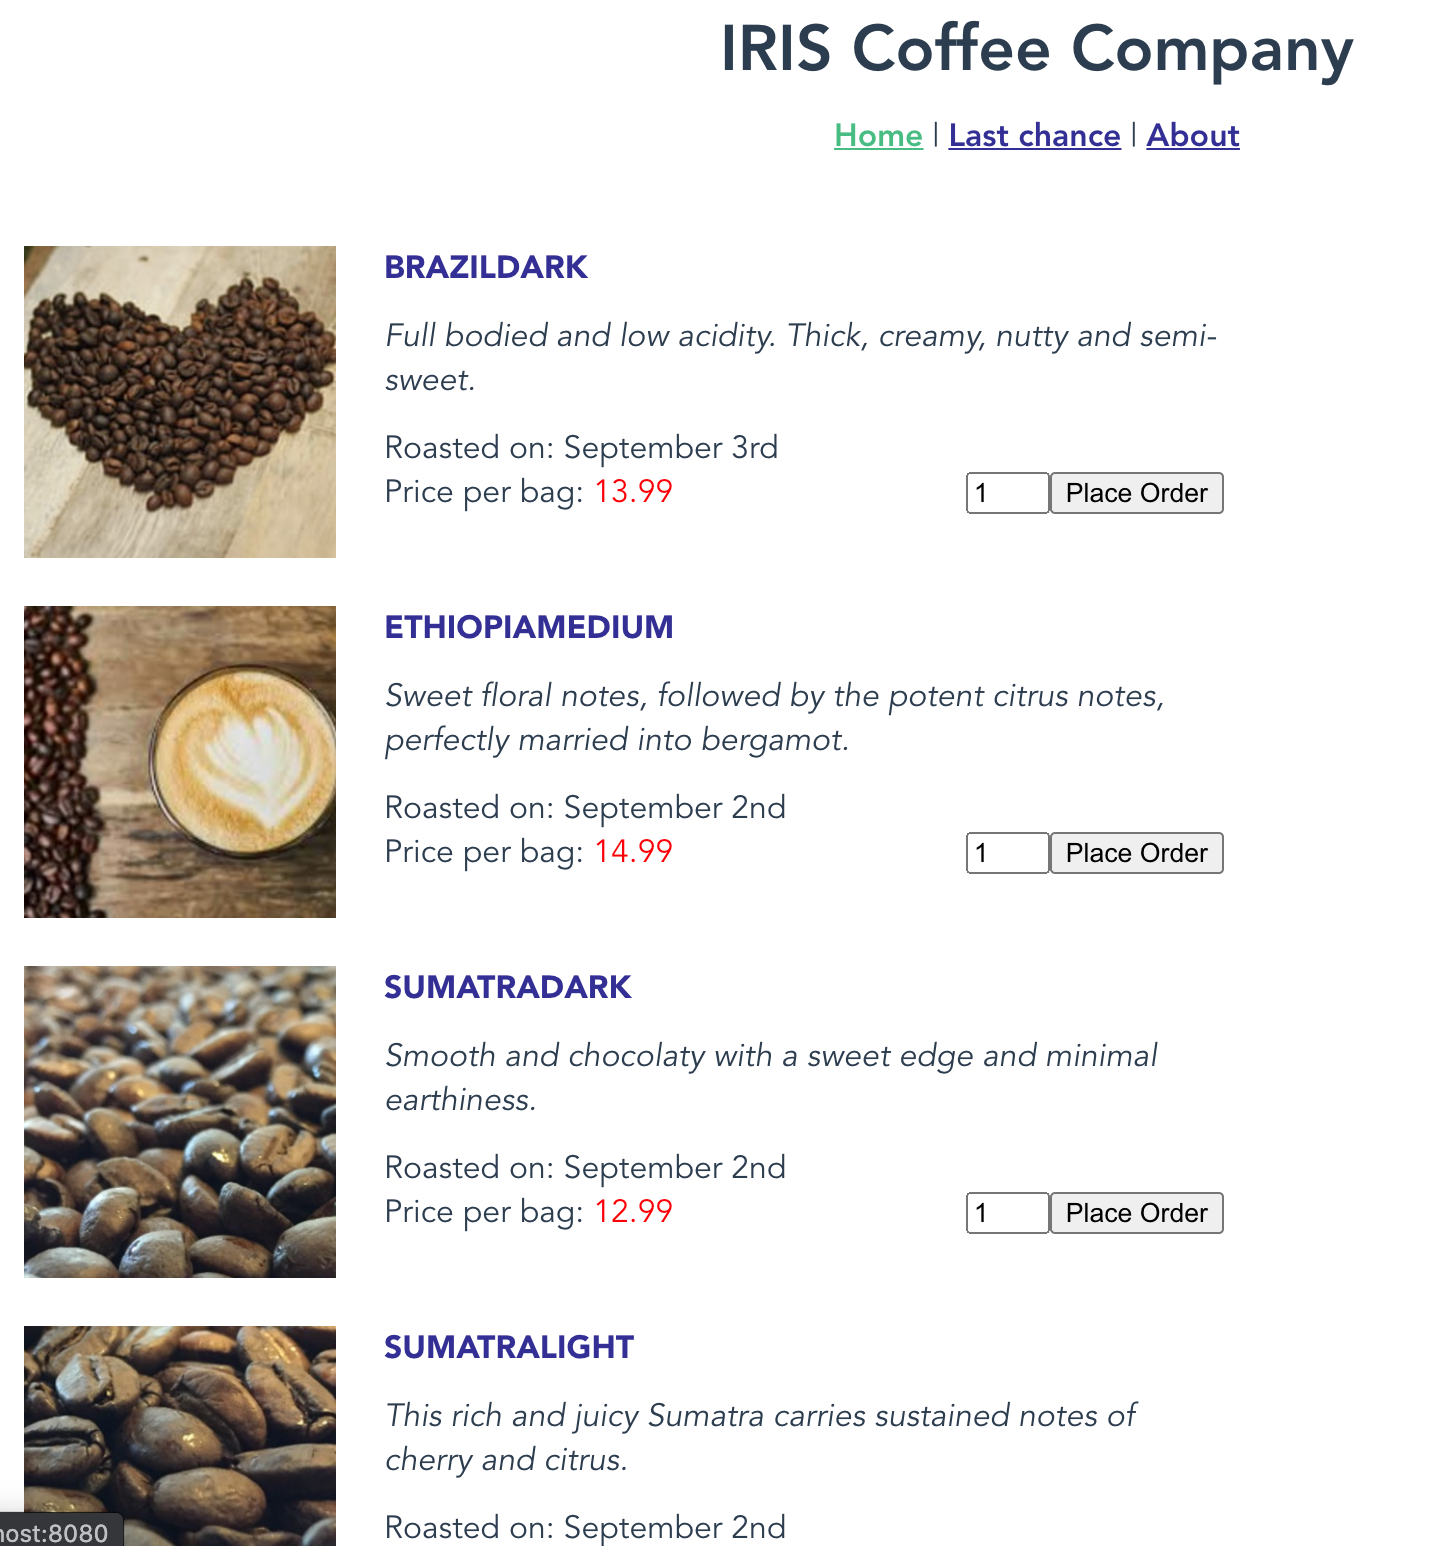 IRIS Coffee Company
Home | Last chance | About
BRAZILDARK
Full bodied and low acidity. Thick, creamy, nutty and semi-
sweet.
Roasted on: September 3rd
Price per bag: 13.99
1 Place Order
ETHIOPIAMEDIUM
Sweet floral notes, followed by the potent citrus notes,
perfectly married into bergamot.
Roasted on: September 2nd
Price per bag: 14.99
1 Place Order
SUMATRADARK
Smooth and chocolaty with a sweet edge and minimal
earthiness.
Roasted on: September 2nd
Price per bag: 12.99
1 Place Order
SUMATRALIGHT
This rich and juicy Sumatra carries sustained notes of
cherry and citrus.
Roasted on: September 2nd
host:8080